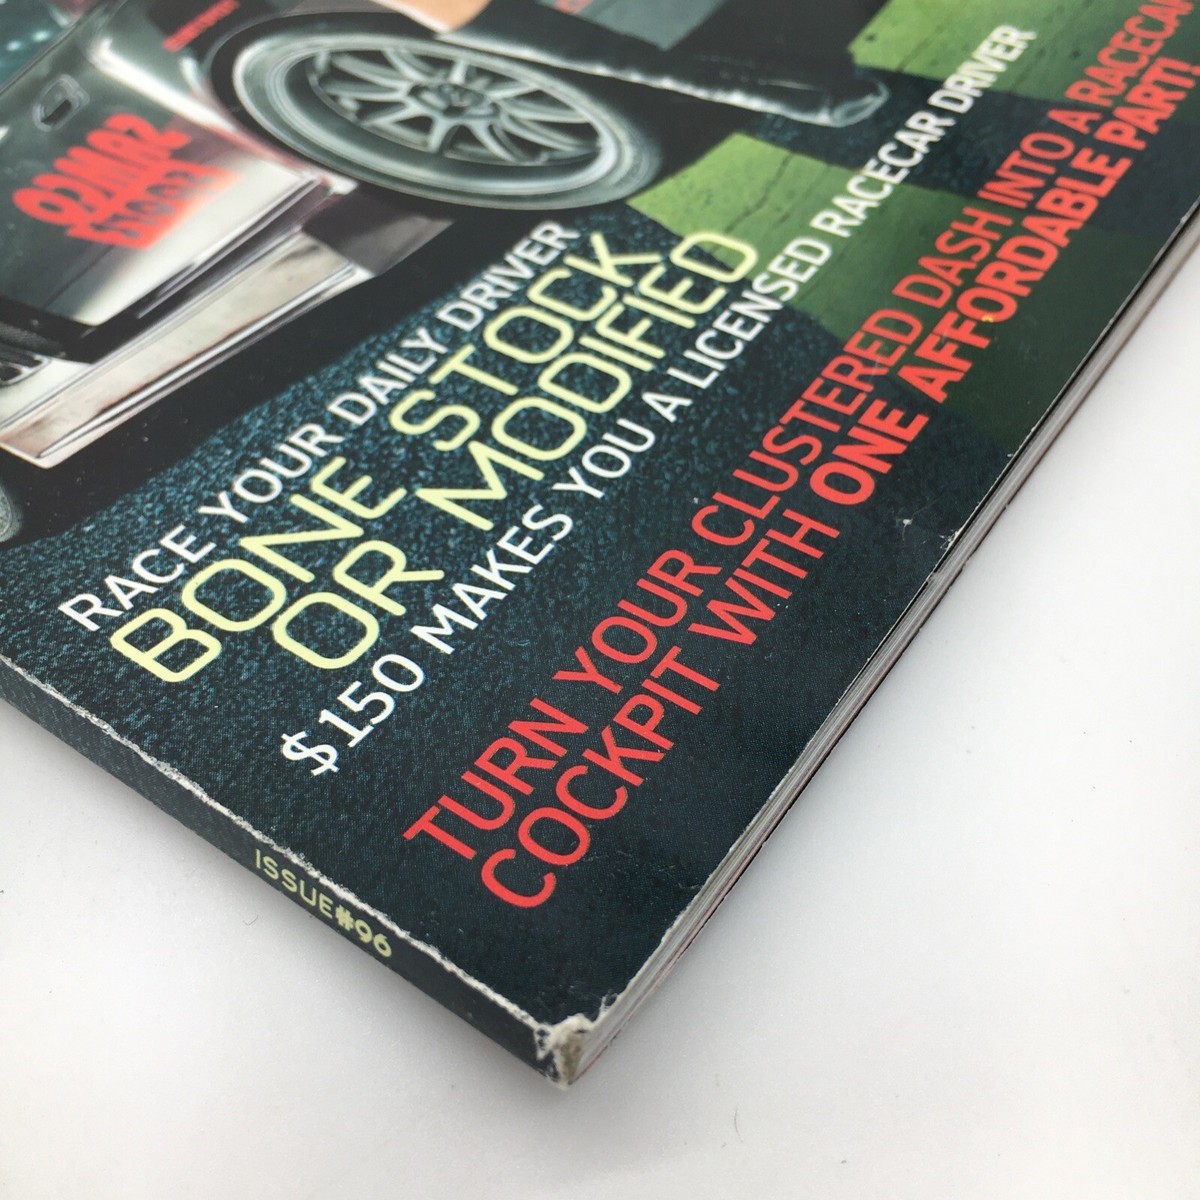 RACE YOUR DAILY DRIVER
BONE STOCK
OR MODIFIED
$150 MAKES YOU A LICENSED RACECAR DRIVER
TURN YOUR CLUSTERED DASH INTO A RACECAR
COCKPIT WITH ONE AFFORDABLE PART!
ISSUE#96